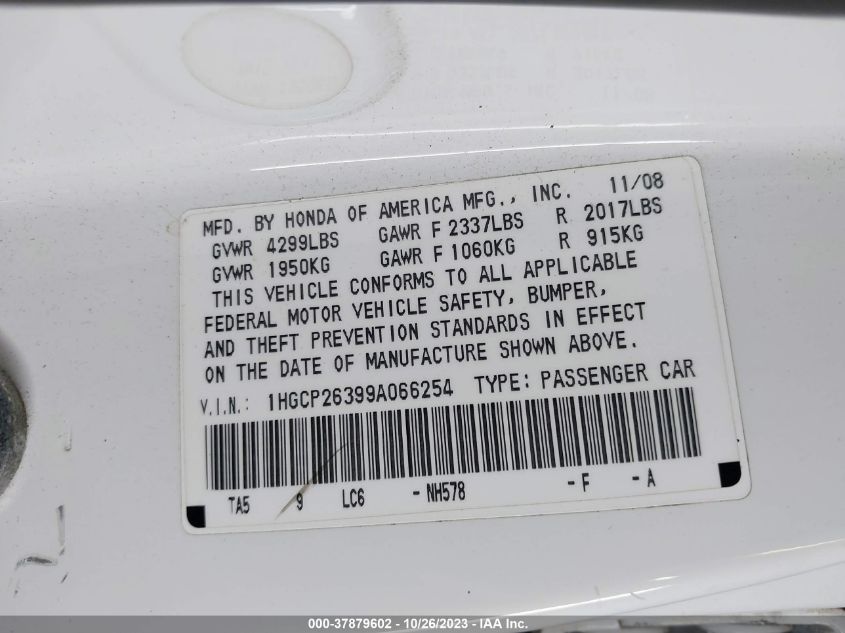 MFD. BY HONDA OF AMERICA MFG., INC. 11/08
GVWR 4299LBS GAWR F 2337LBS R 2017LBS
GVWR 1950KG GAWR F 1060KG R 915KG
THIS VEHICLE CONFORMS TO ALL APPLICABLE
FEDERAL MOTOR VEHICLE SAFETY, BUMPER,
AND THEFT PREVENTION STANDARDS IN EFFECT
ON THE DATE OF MANUFACTURE SHOWN ABOVE.
V.I.N.: 1HGCP26399A066254 TYPE: PASSENGER CAR
TA5 9 LC6 -NH578 -F -A
000-37879602 - 10/26/2023 - IAA Inc.